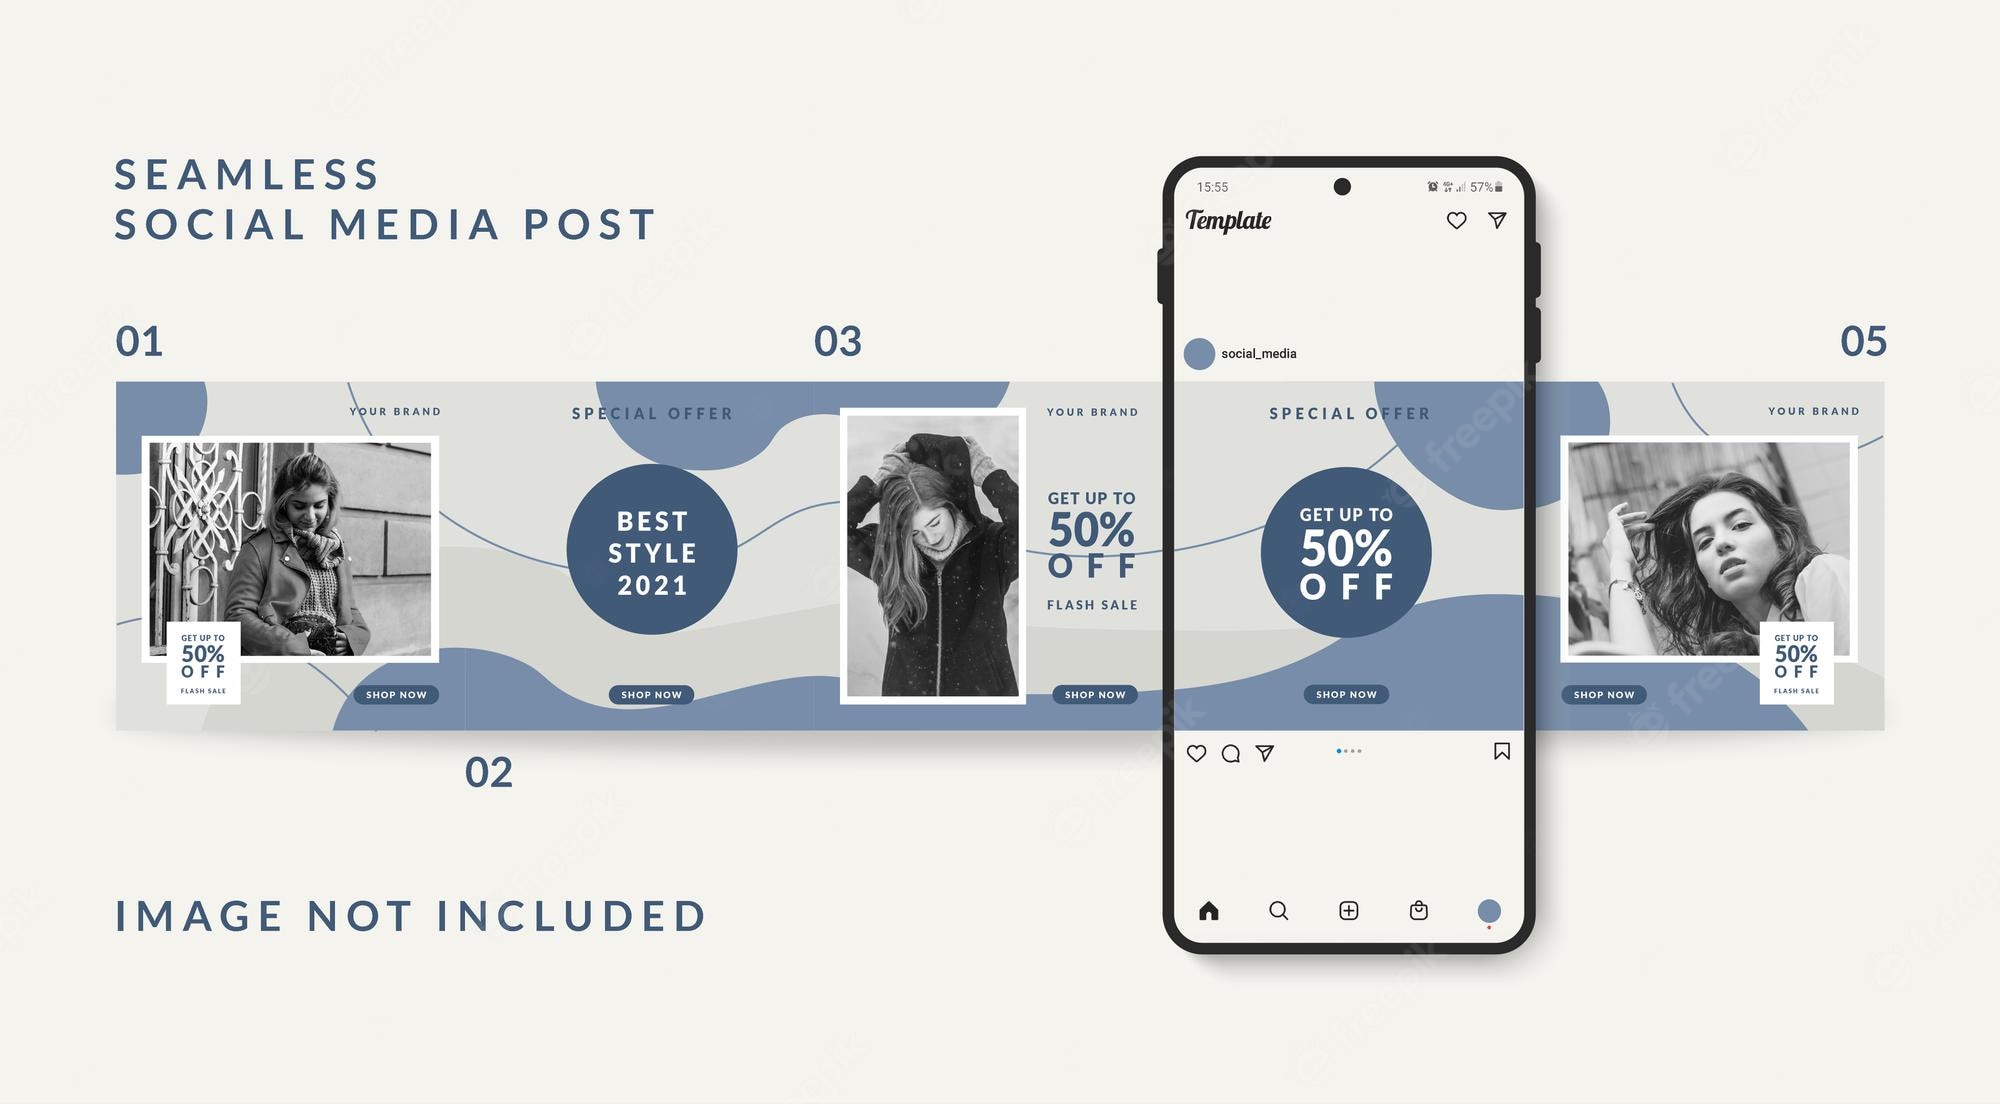 SEAMLESS
SOCIAL MEDIA POST
01
03
05
15:55
4G+
57%
Template
social_media
YOUR BRAND
GET UP TO
50%
OFF
FLASH SALE
SHOP NOW
SPECIAL OFFER
BEST
STYLE
2021
SHOP NOW
YOUR BRAND
GET UP TO
50%
OFF
FLASH SALE
SHOP NOW
SPECIAL OFFER
GET UP TO
50%
OFF
SHOP NOW
YOUR BRAND
SHOP NOW
GET UP TO
50%
OFF
FLASH SALE
02
IMAGE NOT INCLUDED
freepik